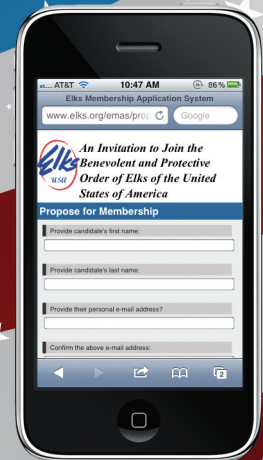 AT&T 10:47 AM 86%
Elks Membership Application System
www.elks.org/emas/prop Google
Elks
USA
An Invitation to Join the
Benevolent and Protective
Order of Elks of the United
States of America
Propose for Membership
Provide candidate's first name:
Provide candidate's last name:
Provide their personal e-mail address?
Confirm the above e-mail address:
2